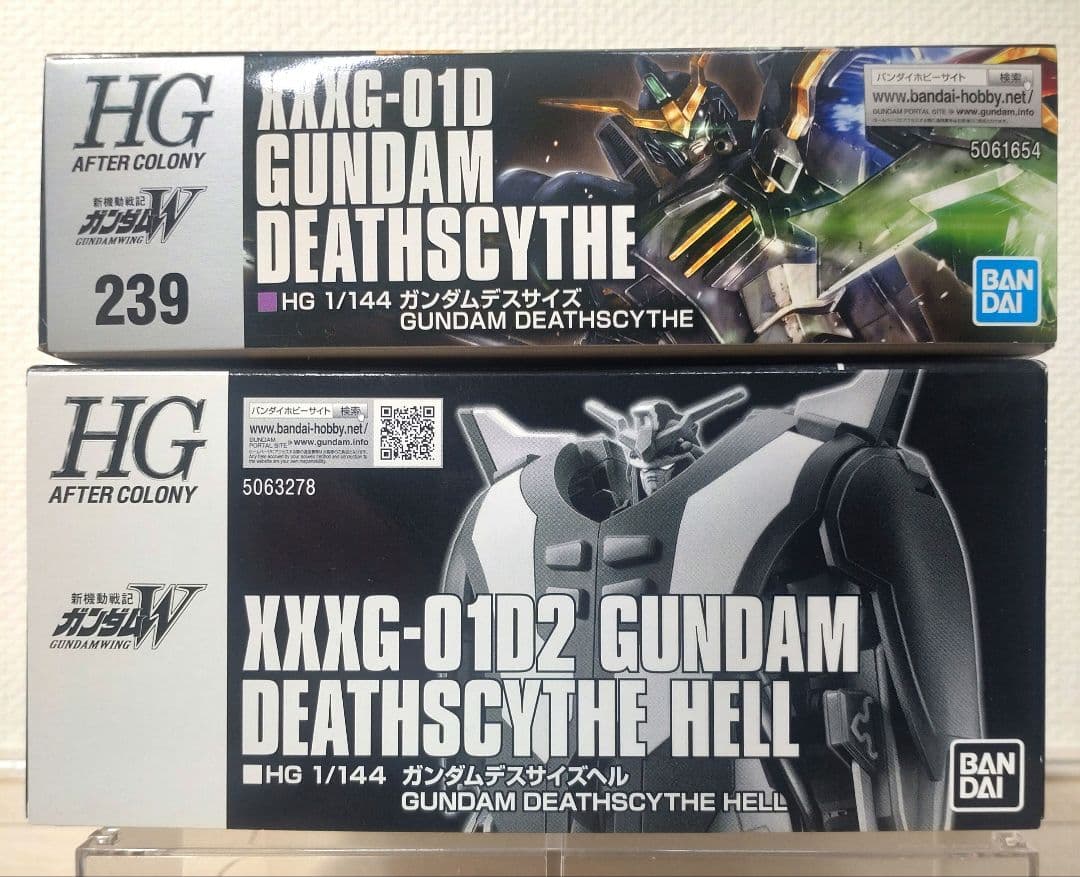 HG
AFTER COLONY
新機動戦記
ガンダムW
GUNDAMWING
239
XXXG-01D
GUNDAM
DEATHSCYTHE
HG 1/144 ガンダムデスサイズ
GUNDAM DEATHSCYTHE
バンダイホビーサイト 検索
www.bandai-hobby.net/
GUNDAM PORTAL SITE www.gundam.info
5061654
BAN
DAI
HG
AFTER COLONY
新機動戦記
ガンダムW
GUNDAMWING
バンダイホビーサイト 検索
www.bandai-hobby.net/
GUNDAM
PORTAL SITE www.gundam.info
5063278
XXXG-01D2 GUNDAM
DEATHSCYTHE HELL
HG 1/144 ガンダムデスサイズヘル
GUNDAM DEATHSCYTHE HELL
BAN
DAI